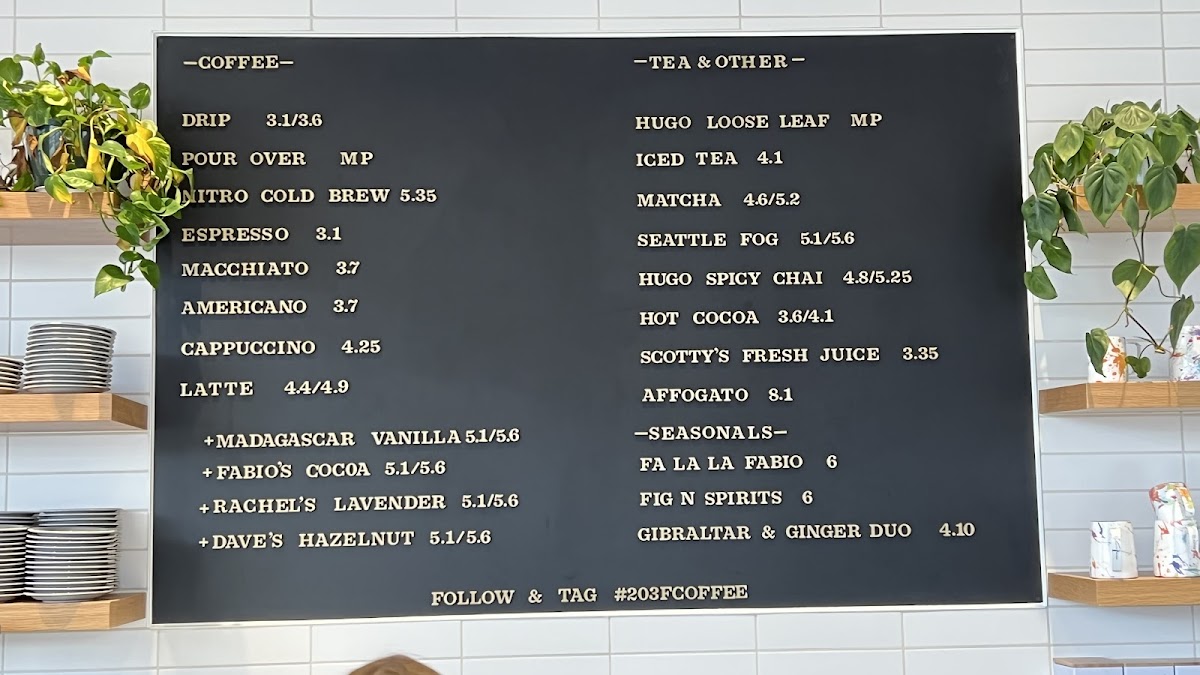 —COFFEE—
DRIP 3.1/3.6
POUR OVER MP
NITRO COLD BREW 5.35
ESPRESSO 3.1
MACCHIATO 3.7
AMERICANO 3.7
CAPPUCCINO 4.25
LATTE 4.4/4.9
+MADAGASCAR VANILLA 5.1/5.6
+FABIO'S COCOA 5.1/5.6
+RACHEL'S LAVENDER 5.1/5.6
+DAVE'S HAZELNUT 5.1/5.6
—TEA & OTHER—
HUGO LOOSE LEAF MP
ICED TEA 4.1
MATCHA 4.6/5.2
SEATTLE FOG 5.1/5.6
HUGO SPICY CHAI 4.8/5.25
HOT COCOA 3.6/4.1
SCOTTY'S FRESH JUICE 3.35
AFFOGATO 8.1
—SEASONALS—
FA LA LA FABIO 6
FIG N SPIRITS 6
GIBRALTAR & GINGER DUO 4.10
FOLLOW & TAG #203FCOFFEE